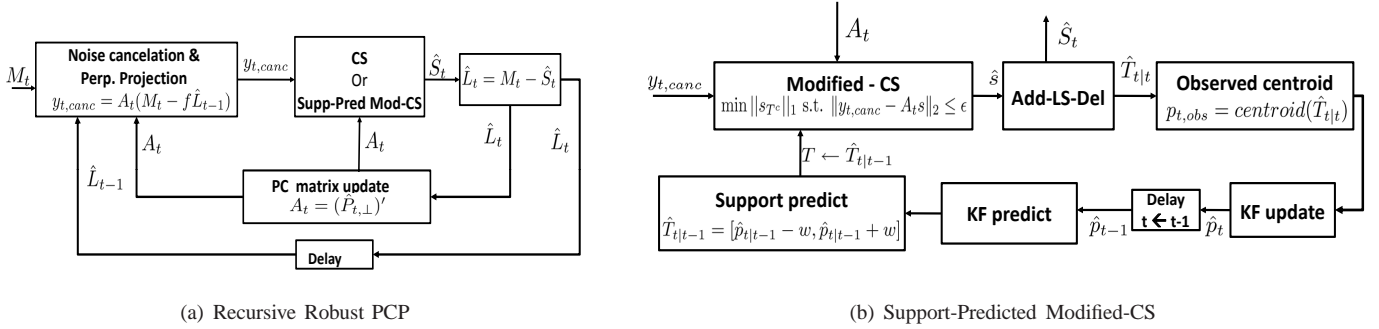 Noise cancelation &
Perp. Projection
$y_{t,canc} = A_t(M_t - f\hat{L}_{t-1})$
$M_t$
$y_{t,canc}$
CS
Or
Supp-Pred Mod-CS
$\hat{S}_t$
$\hat{L}_t = M_t - \hat{S}_t$
$A_t$
$A_t$
$\hat{L}_t$
$\hat{L}_t$
$\hat{L}_{t-1}$
PC matrix update
$A_t = (\hat{P}_{t,\perp})'$
Delay
(a) Recursive Robust PCP
$A_t$
$\hat{S}_t$
$y_{t,canc}$
Modified - CS
$\min ||s_{T^c}||_1$ s.t. $\|y_{t,canc} - A_t s\|_2 \leq \epsilon$
$\hat{s}$
Add-LS-Del
$\hat{T}_{t|t}$
Observed centroid
$p_{t,obs} = centroid(\hat{T}_{t|t})$
$T \leftarrow \hat{T}_{t|t-1}$
Support predict
$\hat{T}_{t|t-1} = [\hat{p}_{t|t-1} - w, \hat{p}_{t|t-1} + w]$
KF predict
$\hat{p}_{t-1}$
Delay
t ← t-1
$\hat{p}_t$
KF update
(b) Support-Predicted Modified-CS